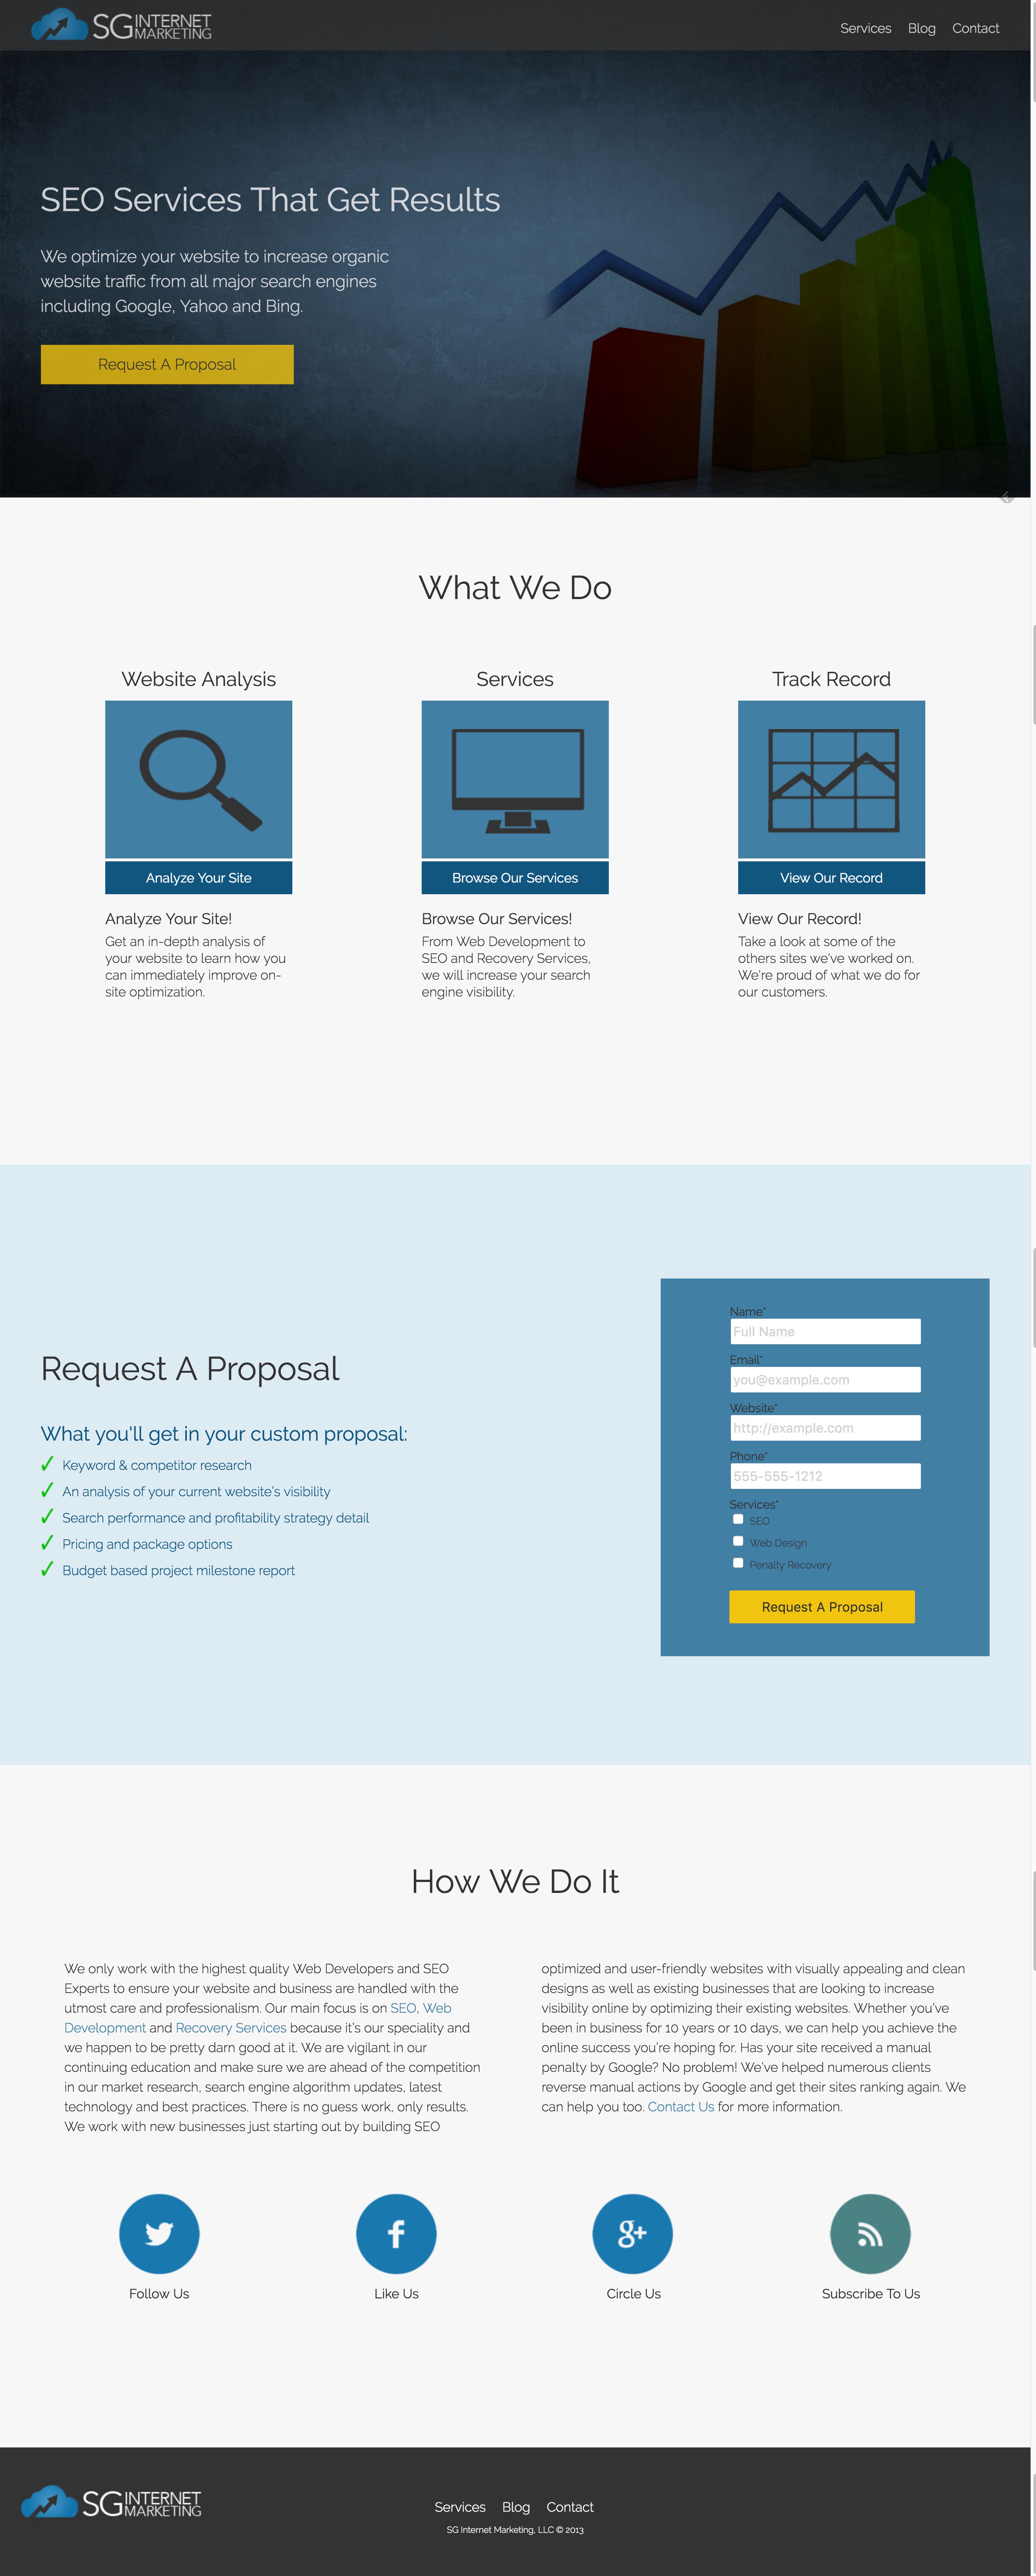 SG INTERNET MARKETING
Services Blog Contact
SEO Services That Get Results
We optimize your website to increase organic
website traffic from all major search engines
including Google, Yahoo and Bing.
Request A Proposal
What We Do
Website Analysis
Analyze Your Site
Analyze Your Site!
Get an in-depth analysis of
your website to learn how you
can immediately improve on-
site optimization.
Services
Browse Our Services
Browse Our Services!
From Web Development to
SEO and Recovery Services,
we will increase your search
engine visibility.
Track Record
View Our Record
View Our Record!
Take a look at some of the
others sites we've worked on.
We're proud of what we do for
our customers.
Request A Proposal
What you'll get in your custom proposal:
✓ Keyword & competitor research
✓ An analysis of your current website's visibility
✓ Search performance and profitability strategy detail
✓ Pricing and package options
✓ Budget based project milestone report
Name*
Full Name
Email*
you@example.com
Website*
http://example.com
Phone*
555-555-1212
Services*
SEO
Web Design
Penalty Recovery
Request A Proposal
How We Do It
We only work with the highest quality Web Developers and SEO
Experts to ensure your website and business are handled with the
utmost care and professionalism. Our main focus is on SEO, Web
Development and Recovery Services because it's our speciality and
we happen to be pretty darn good at it. We are vigilant in our
continuing education and make sure we are ahead of the competition
in our market research, search engine algorithm updates, latest
technology and best practices. There is no guess work, only results.
We work with new businesses just starting out by building SEO
optimized and user-friendly websites with visually appealing and clean
designs as well as existing businesses that are looking to increase
visibility online by optimizing their existing websites. Whether you've
been in business for 10 years or 10 days, we can help you achieve the
online success you're hoping for. Has your site received a manual
penalty by Google? No problem! We've helped numerous clients
reverse manual actions by Google and get their sites ranking again. We
can help you too. Contact Us for more information.
Follow Us
Like Us
g+
Circle Us
Subscribe To Us
SG INTERNET MARKETING
Services Blog Contact
SG Internet Marketing, LLC © 2013